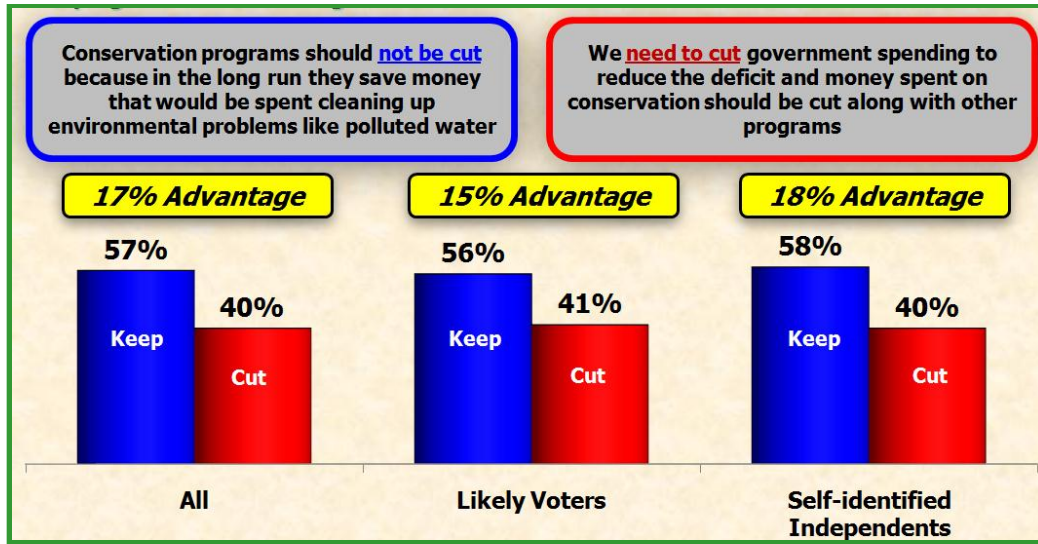 Conservation programs should not be cut
because in the long run they save money
that would be spent cleaning up
environmental problems like polluted water
We need to cut government spending to
reduce the deficit and money spent on
conservation should be cut along with other
programs
17% Advantage
15% Advantage
18% Advantage
57%
40%
56%
41%
58%
40%
Keep
Cut
Keep
Cut
Keep
Cut
All
Likely Voters
Self-identified
Independents